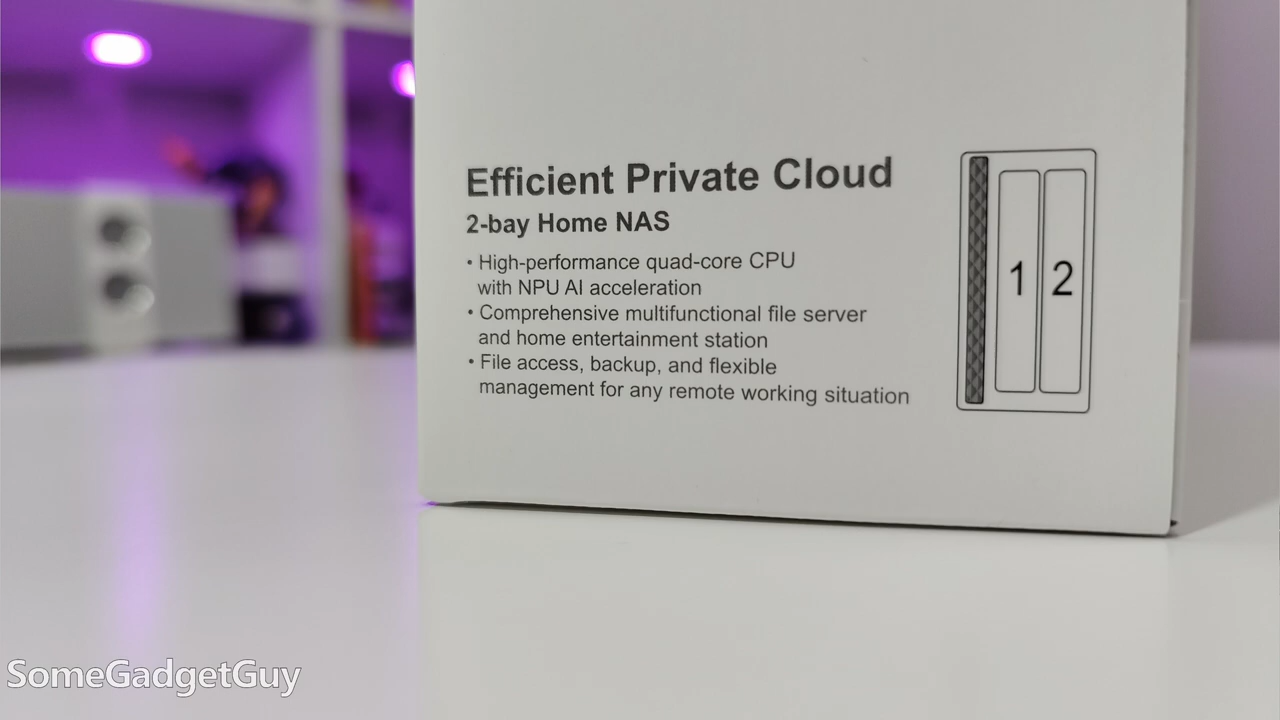 Efficient Private Cloud
2-bay Home NAS
• High-performance quad-core CPU
with NPU AI acceleration
• Comprehensive multifunctional file server
and home entertainment station
• File access, backup, and flexible
management for any remote working situation
1 2
SomeGadgetGuy